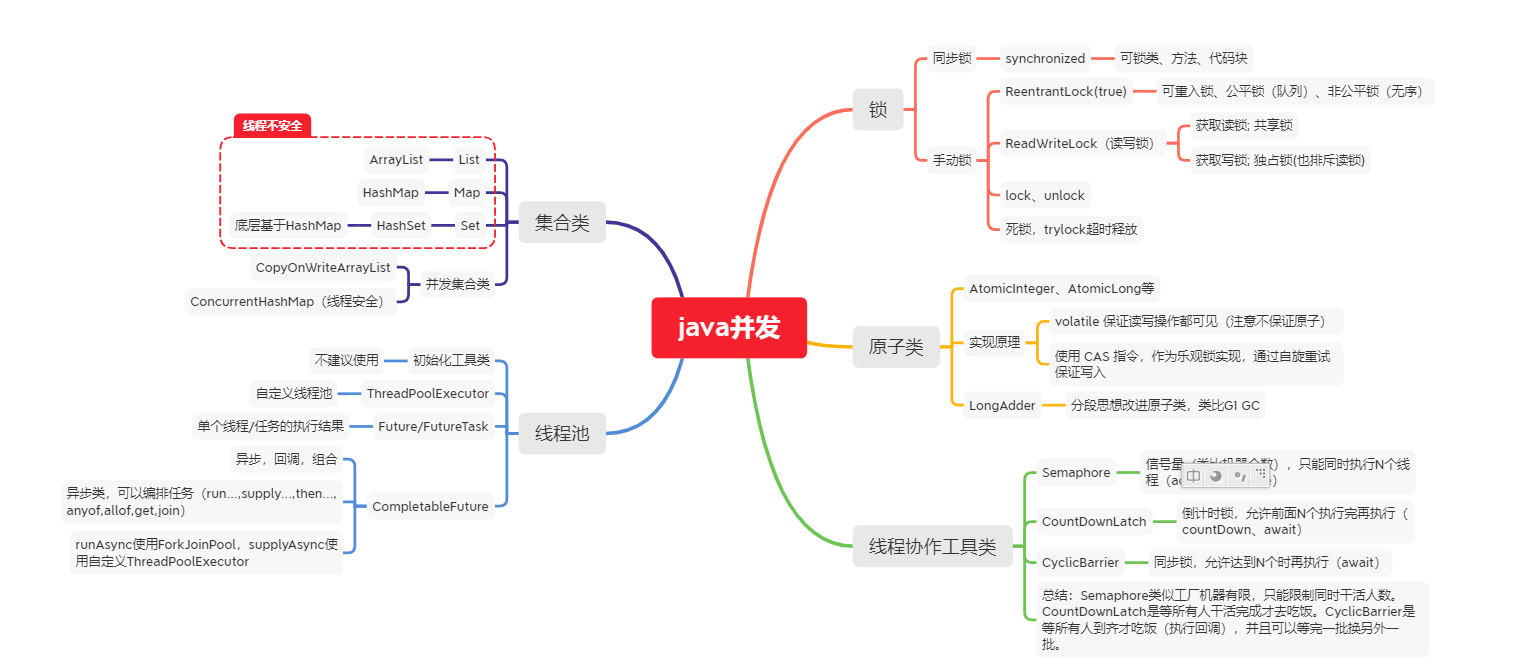 java并发
锁
同步锁
synchronized
可锁类、方法、代码块
手动锁
ReentrantLock(true)
可重入锁、公平锁（队列）、非公平锁（无序）
ReadWriteLock（读写锁）
获取读锁; 共享锁
获取写锁; 独占锁(也排斥读锁)
lock、unlock
死锁，trylock超时释放
原子类
AtomicInteger、AtomicLong等
实现原理
volatile 保证读写操作都可见（注意不保证原子）
使用 CAS 指令，作为乐观锁实现，通过自旋重试
保证写入
LongAdder
分段思想改进原子类，类比G1 GC
线程协作工具类
Semaphore
信号量（类比机器个数），只能同时执行N个线
程（
CountDownLatch
倒计时锁，允许前面N个执行完再执行（
countDown、await）
CyclicBarrier
同步锁，允许达到N个时再执行（await）
总结：Semaphore类似工厂机器有限，只能限制同时干活人数。
CountDownLatch是等所有人干活完成才去吃饭。CyclicBarrier是
等所有人到齐才吃饭（执行回调），并且可以等完一批换另外一
批。
集合类
线程不安全
List
ArrayList
Map
HashMap
Set
HashSet
底层基于HashMap
并发集合类
CopyOnWriteArrayList
ConcurrentHashMap（线程安全）
线程池
初始化工具类
不建议使用
ThreadPoolExecutor
自定义线程池
Future/FutureTask
单个线程/任务的执行结果
CompletableFuture
异步，回调，组合
异步类，可以编排任务（run...,supply...,then...,
anyof,allof,get,join）
runAsync使用ForkJoinPool，supplyAsync使
用自定义ThreadPoolExecutor
中